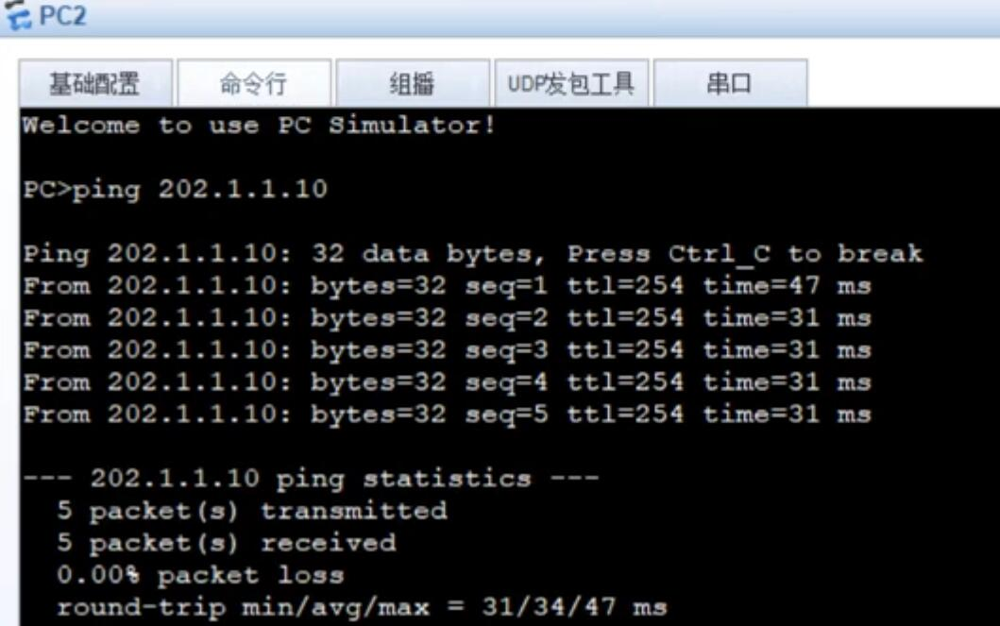 PC2
基础配置 命令行 组播 UDP发包工具 串口
Welcome to use PC Simulator!
PC>ping 202.1.1.10
Ping 202.1.1.10: 32 data bytes, Press Ctrl_C to break
From 202.1.1.10: bytes=32 seq=1 ttl=254 time=47 ms
From 202.1.1.10: bytes=32 seq=2 ttl=254 time=31 ms
From 202.1.1.10: bytes=32 seq=3 ttl=254 time=31 ms
From 202.1.1.10: bytes=32 seq=4 ttl=254 time=31 ms
From 202.1.1.10: bytes=32 seq=5 ttl=254 time=31 ms
--- 202.1.1.10 ping statistics ---
5 packet(s) transmitted
5 packet(s) received
0.00% packet loss
round-trip min/avg/max = 31/34/47 ms